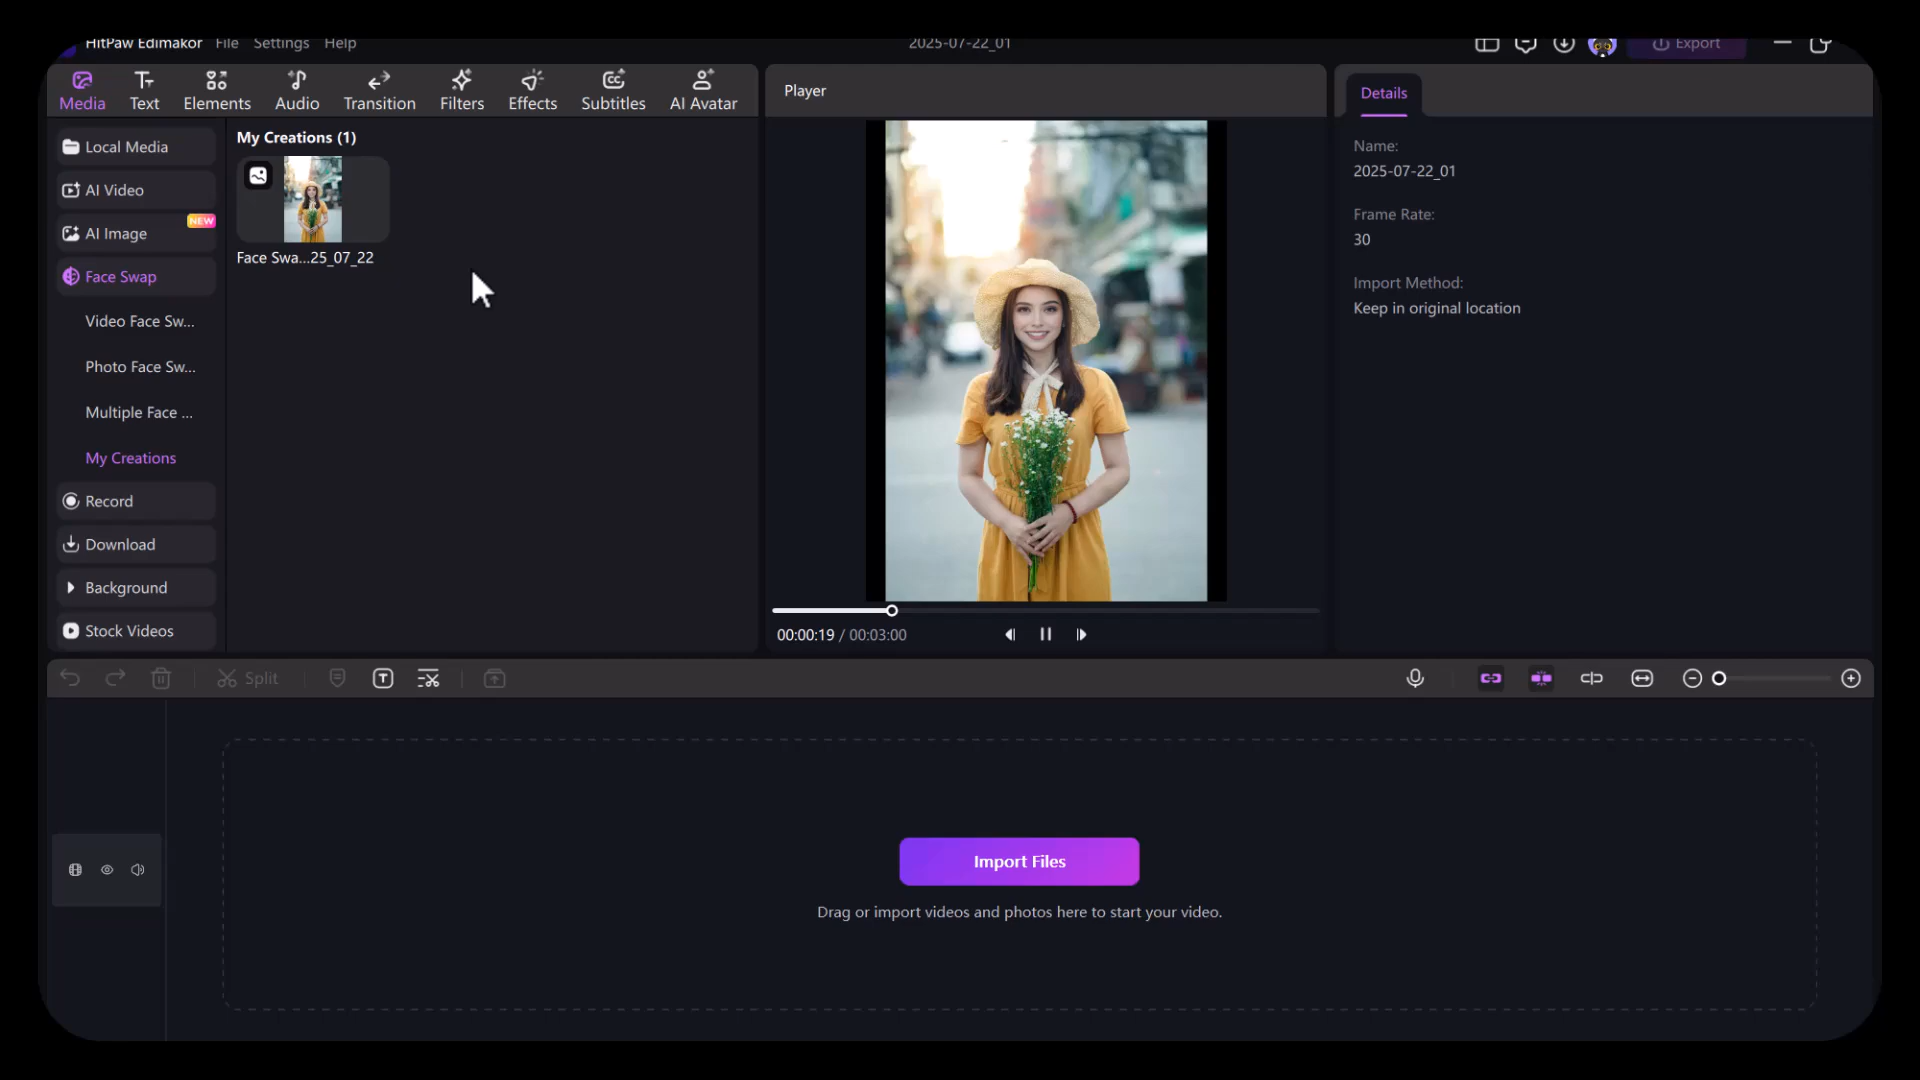 HitPaw Edimakor File Settings Help
2025-07-22_01
Export
Media Text Elements Audio Transition Filters Effects Subtitles AI Avatar
Local Media
AI Video
NEW
AI Image
Face Swap
Video Face Sw...
Photo Face Sw...
Multiple Face ...
My Creations
Record
Download
Background
Stock Videos
My Creations (1)
Face Swa...25_07_22
Player
00:00:19 / 00:03:00
Details
Name:
2025-07-22_01
Frame Rate:
30
Import Method:
Keep in original location
Split
Import Files
Drag or import videos and photos here to start your video.